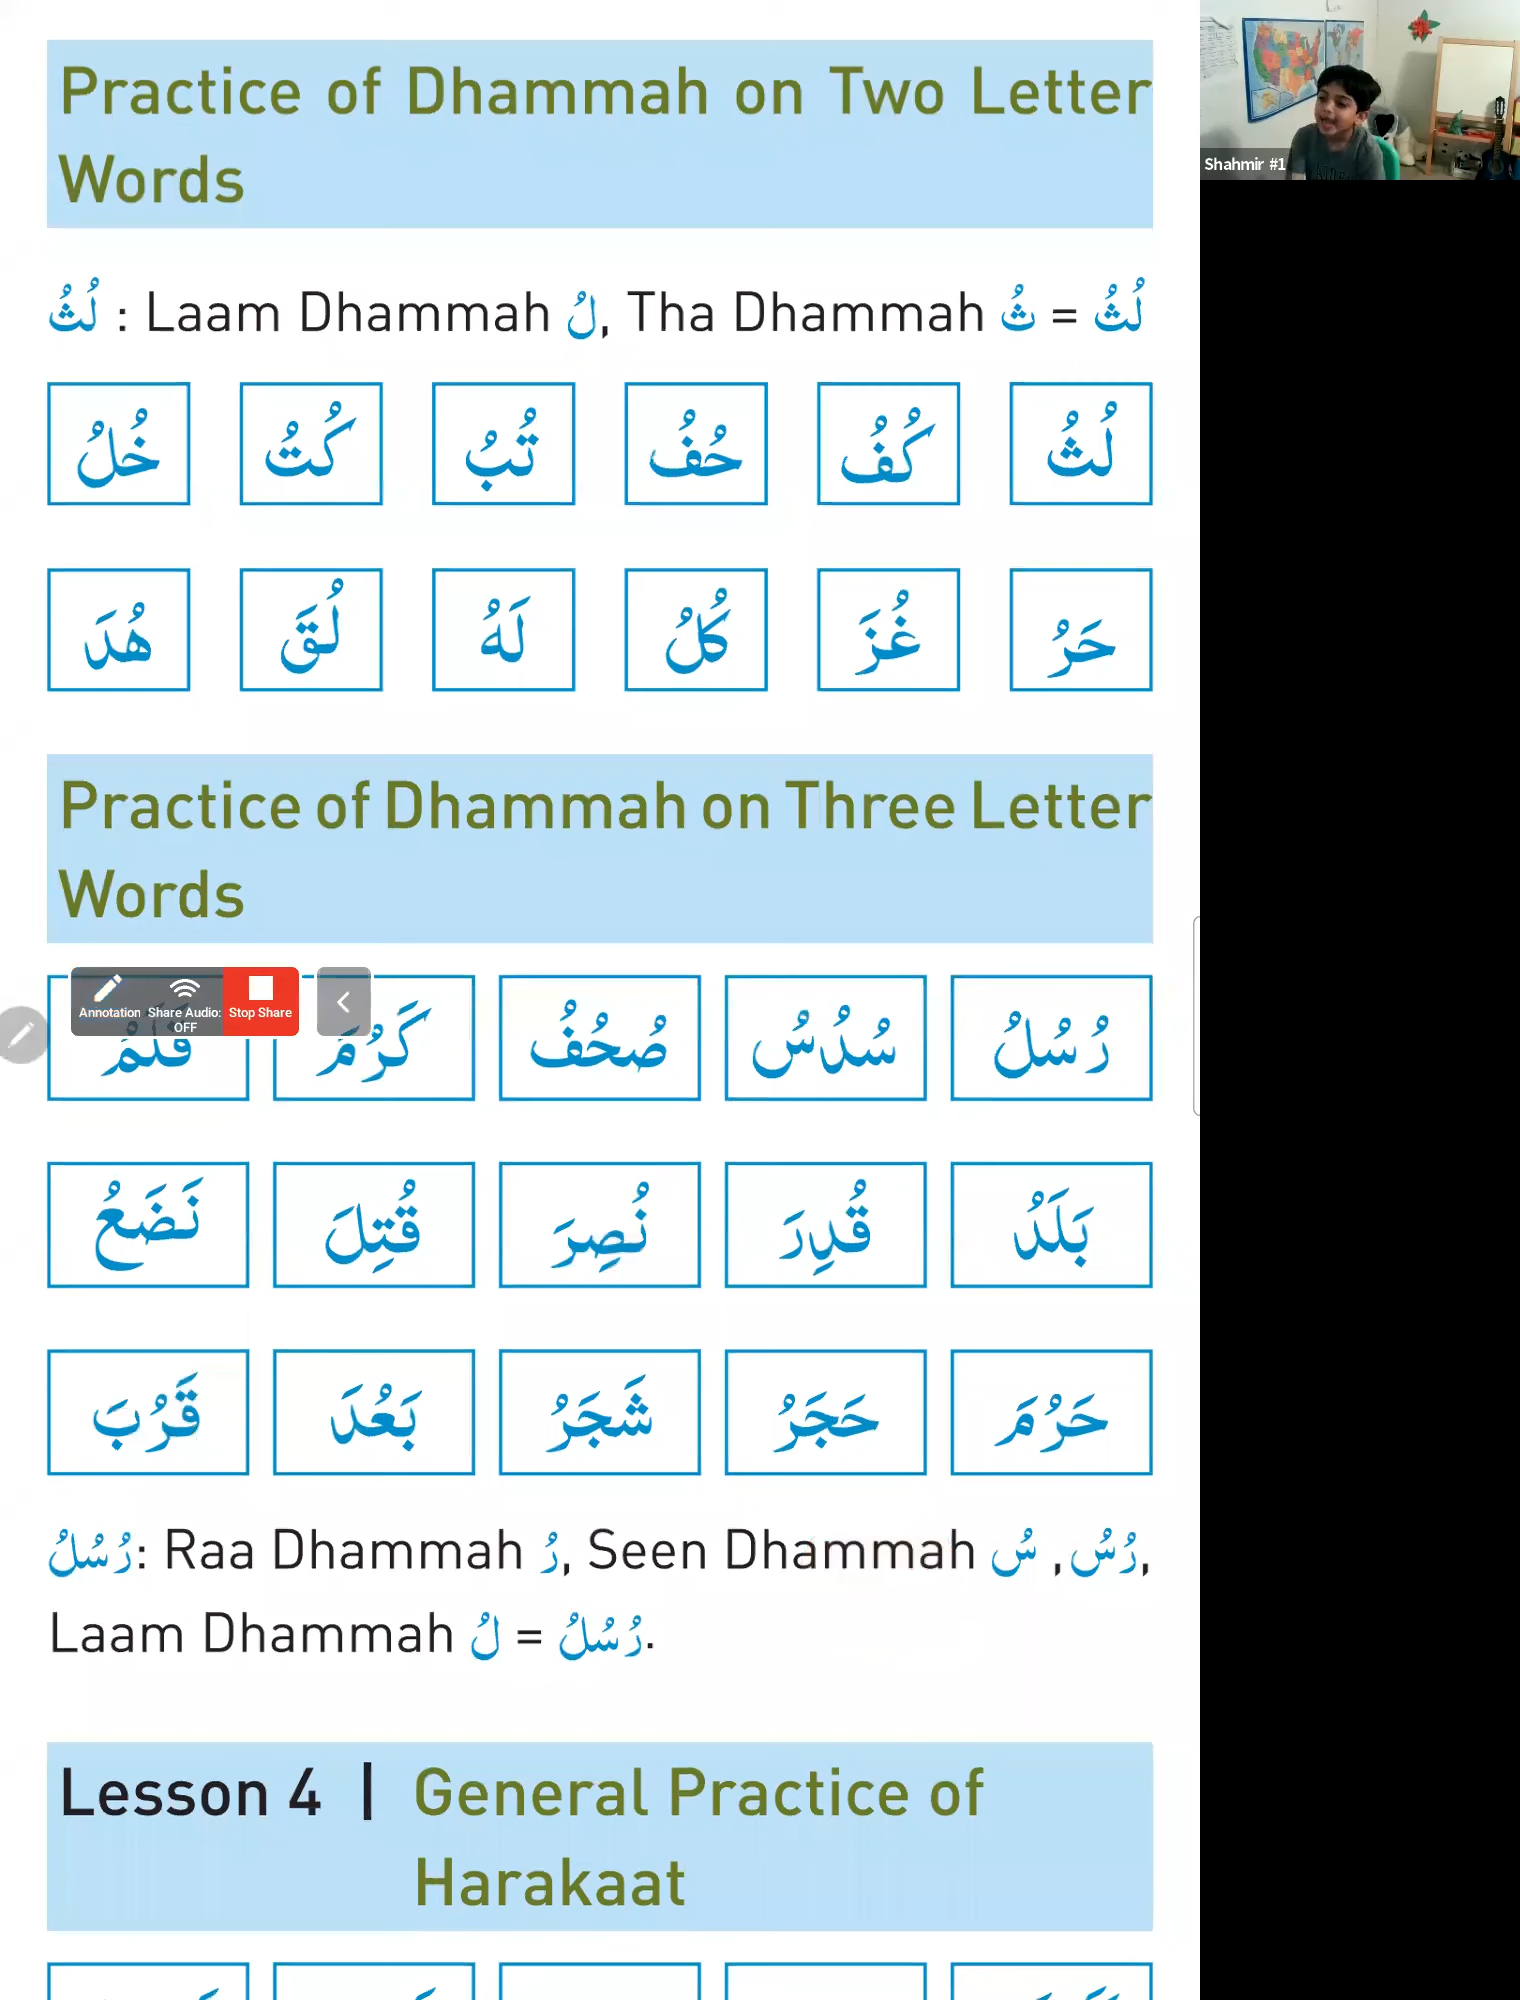 Practice of Dhammah on Two Letter
Words
لُثُ : Laam Dhammah لُ, Tha Dhammah ثُ = لُثُ
لُثُ كُفُ حُفُ تُبُ كُتُ خُلُ
حَرُ غُزَ كُلُ لَهُ لُقَ هُدَ
Practice of Dhammah on Three Letter
Words
رُسُلُ سُدُسُ صُحُفُ كَرُمَ
بَلَدُ قُدِرَ نُصِرَ قُتِلَ نَضَعُ
حَرُمَ حَجَرُ شَجَرُ بَعُدَ قَرُبَ
رُسُلُ: Raa Dhammah رُ, Seen Dhammah سُ ,رُسُ,
Laam Dhammah لُ = رُسُلُ.
Lesson 4 | General Practice of
Harakaat
Annotation Share Audio: Stop Share
OFF
Shahmir #1